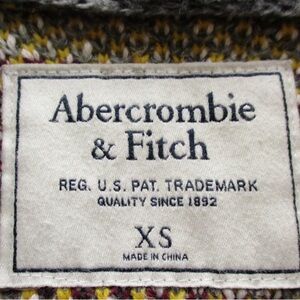 Abercrombie
& Fitch
REG. U.S. PAT. TRADEMARK
QUALITY SINCE 1892
XS
MADE IN CHINA